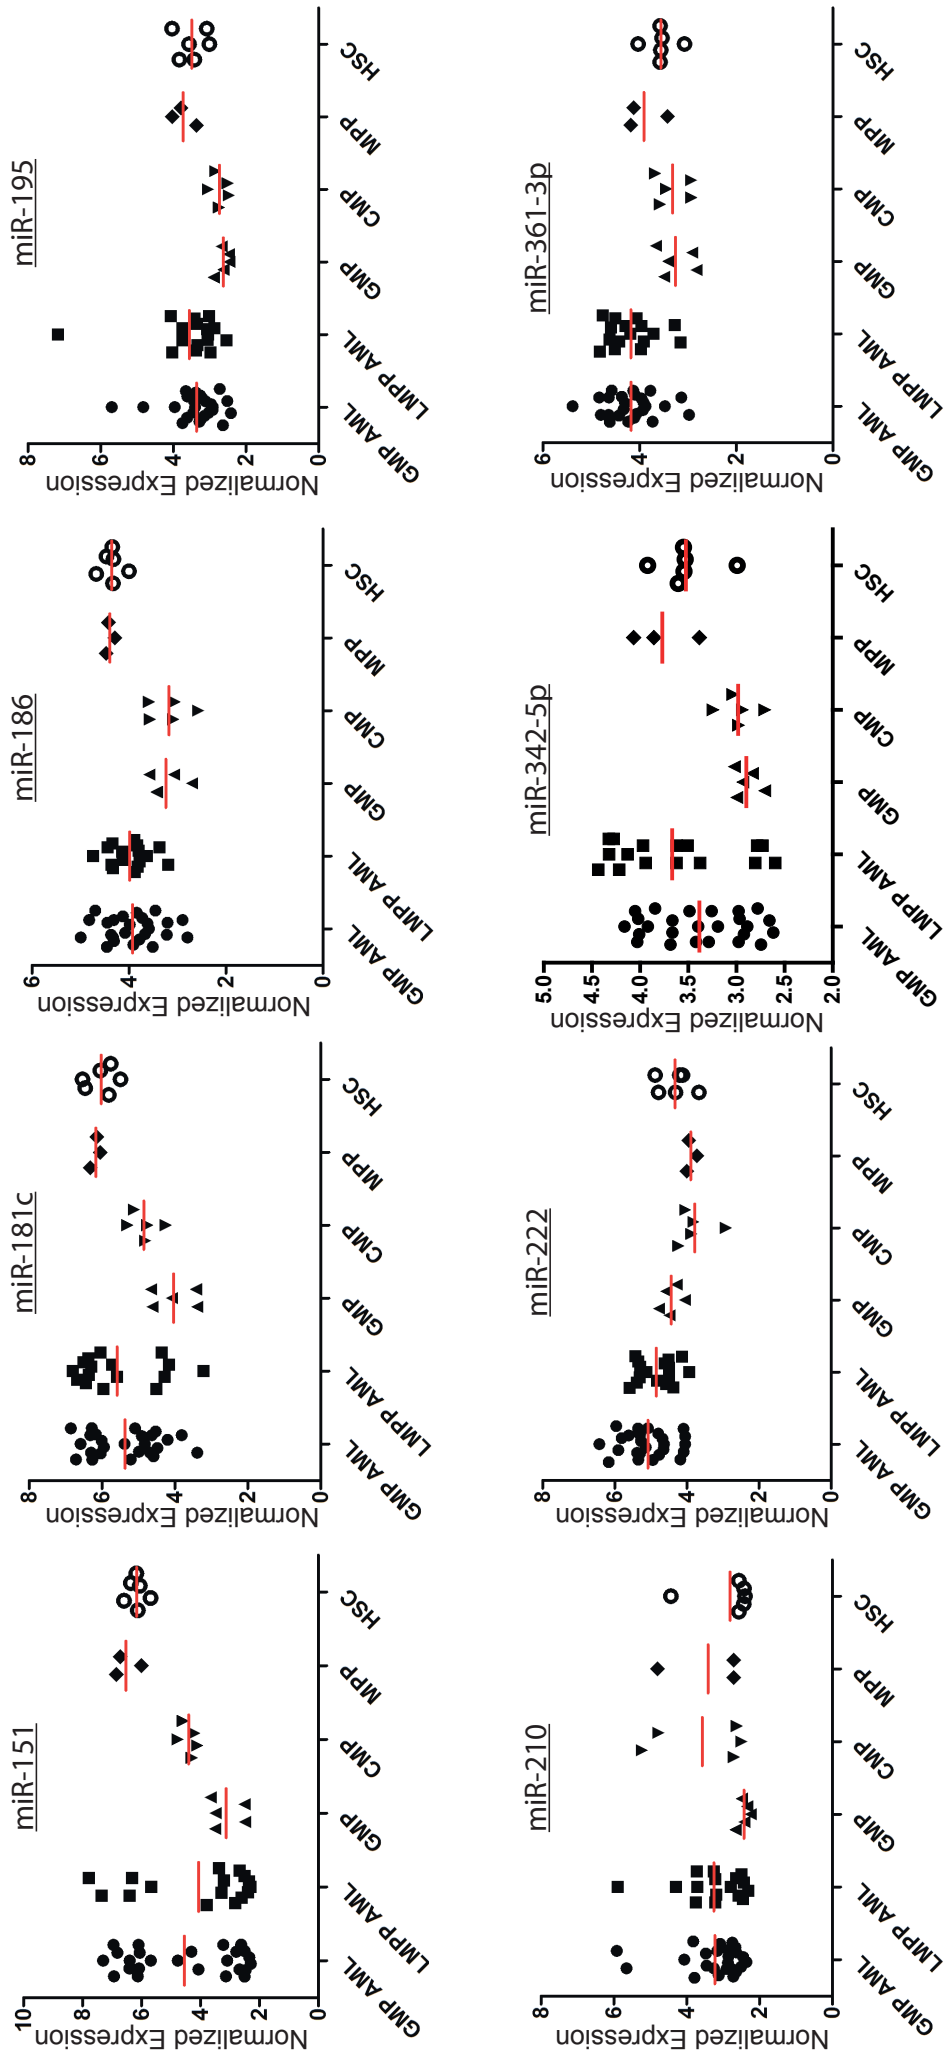 miR-151
Normalized Expression
10
8
6
4
2
0
GMP AML
LMPP AML
GMP
CMP
MPP
HSC
miR-181c
Normalized Expression
8
6
4
2
0
GMP AML
LMPP AML
GMP
CMP
MPP
HSC
miR-186
Normalized Expression
6
4
2
0
GMP AML
LMPP AML
GMP
CMP
MPP
HSC
miR-195
Normalized Expression
8
6
4
2
0
GMP AML
LMPP AML
GMP
CMP
MPP
HSC
miR-210
Normalized Expression
8
6
4
2
0
GMP AML
LMPP AML
GMP
CMP
MPP
HSC
miR-222
Normalized Expression
8
6
4
2
0
GMP AML
LMPP AML
GMP
CMP
MPP
HSC
miR-342-5p
Normalized Expression
5.0
4.5
4.0
3.5
3.0
2.5
2.0
GMP AML
LMPP AML
GMP
CMP
MPP
HSC
miR-361-3p
Normalized Expression
6
4
2
0
GMP AML
LMPP AML
GMP
CMP
MPP
HSC